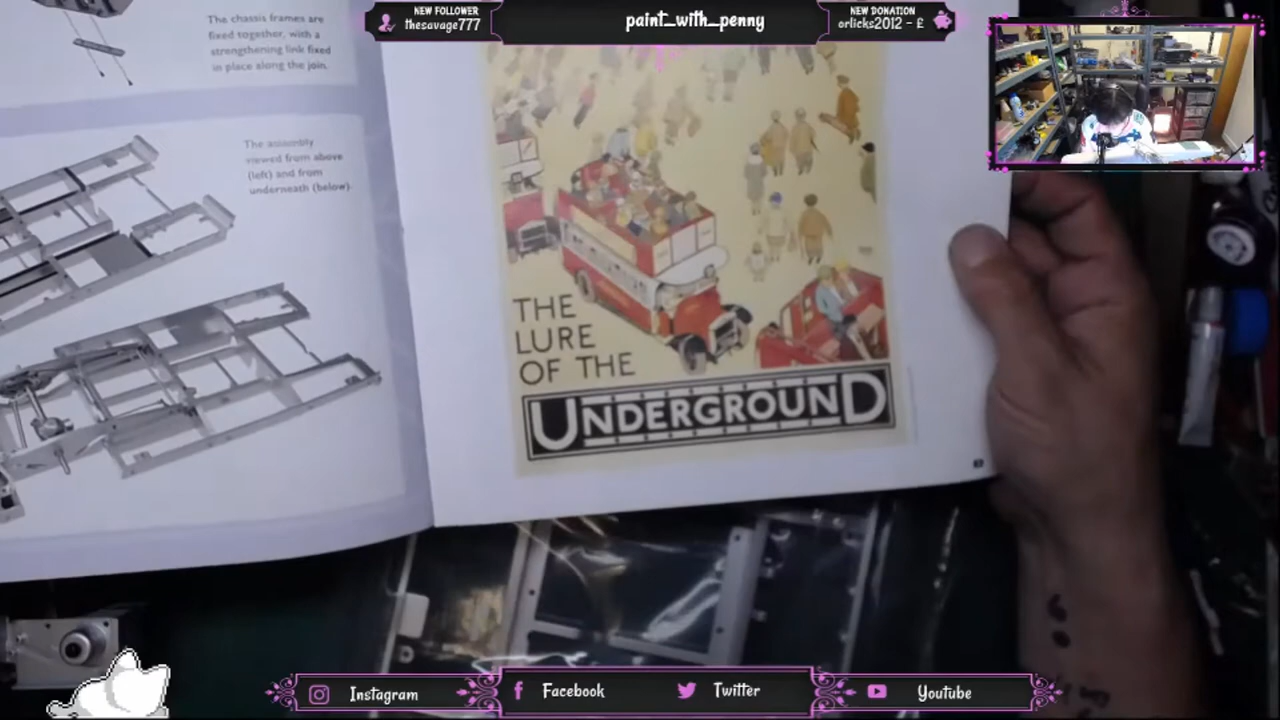 NEW FOLLOWER
thesavage777
paint_with_penny
NEW DONATION
orlicks2012 - £
The chassis frames are
fixed together, with a
strengthening link fixed
in place along the join.
The assembly
viewed from above
(left) and from
underneath (below).
THE
LURE
OF THE
UNDERGROUND
Instagram
Facebook
Twitter
Youtube